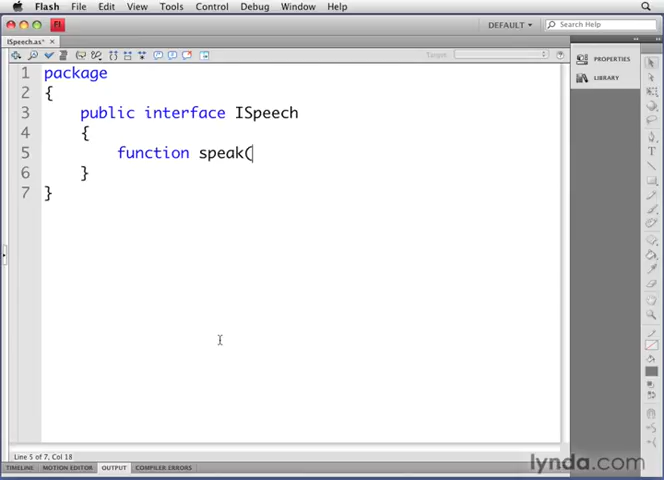 Flash File Edit View Tools Control Debug Window Help
Fl DEFAULT Search Help
ISpeech.as*
Target:
PROPERTIES
LIBRARY
1 package
2 {
3 public interface ISpeech
4 {
5 function speak(
6 }
7 }
Line 5 of 7, Col 18
TIMELINE MOTION EDITOR OUTPUT COMPILER ERRORS
lynda.com